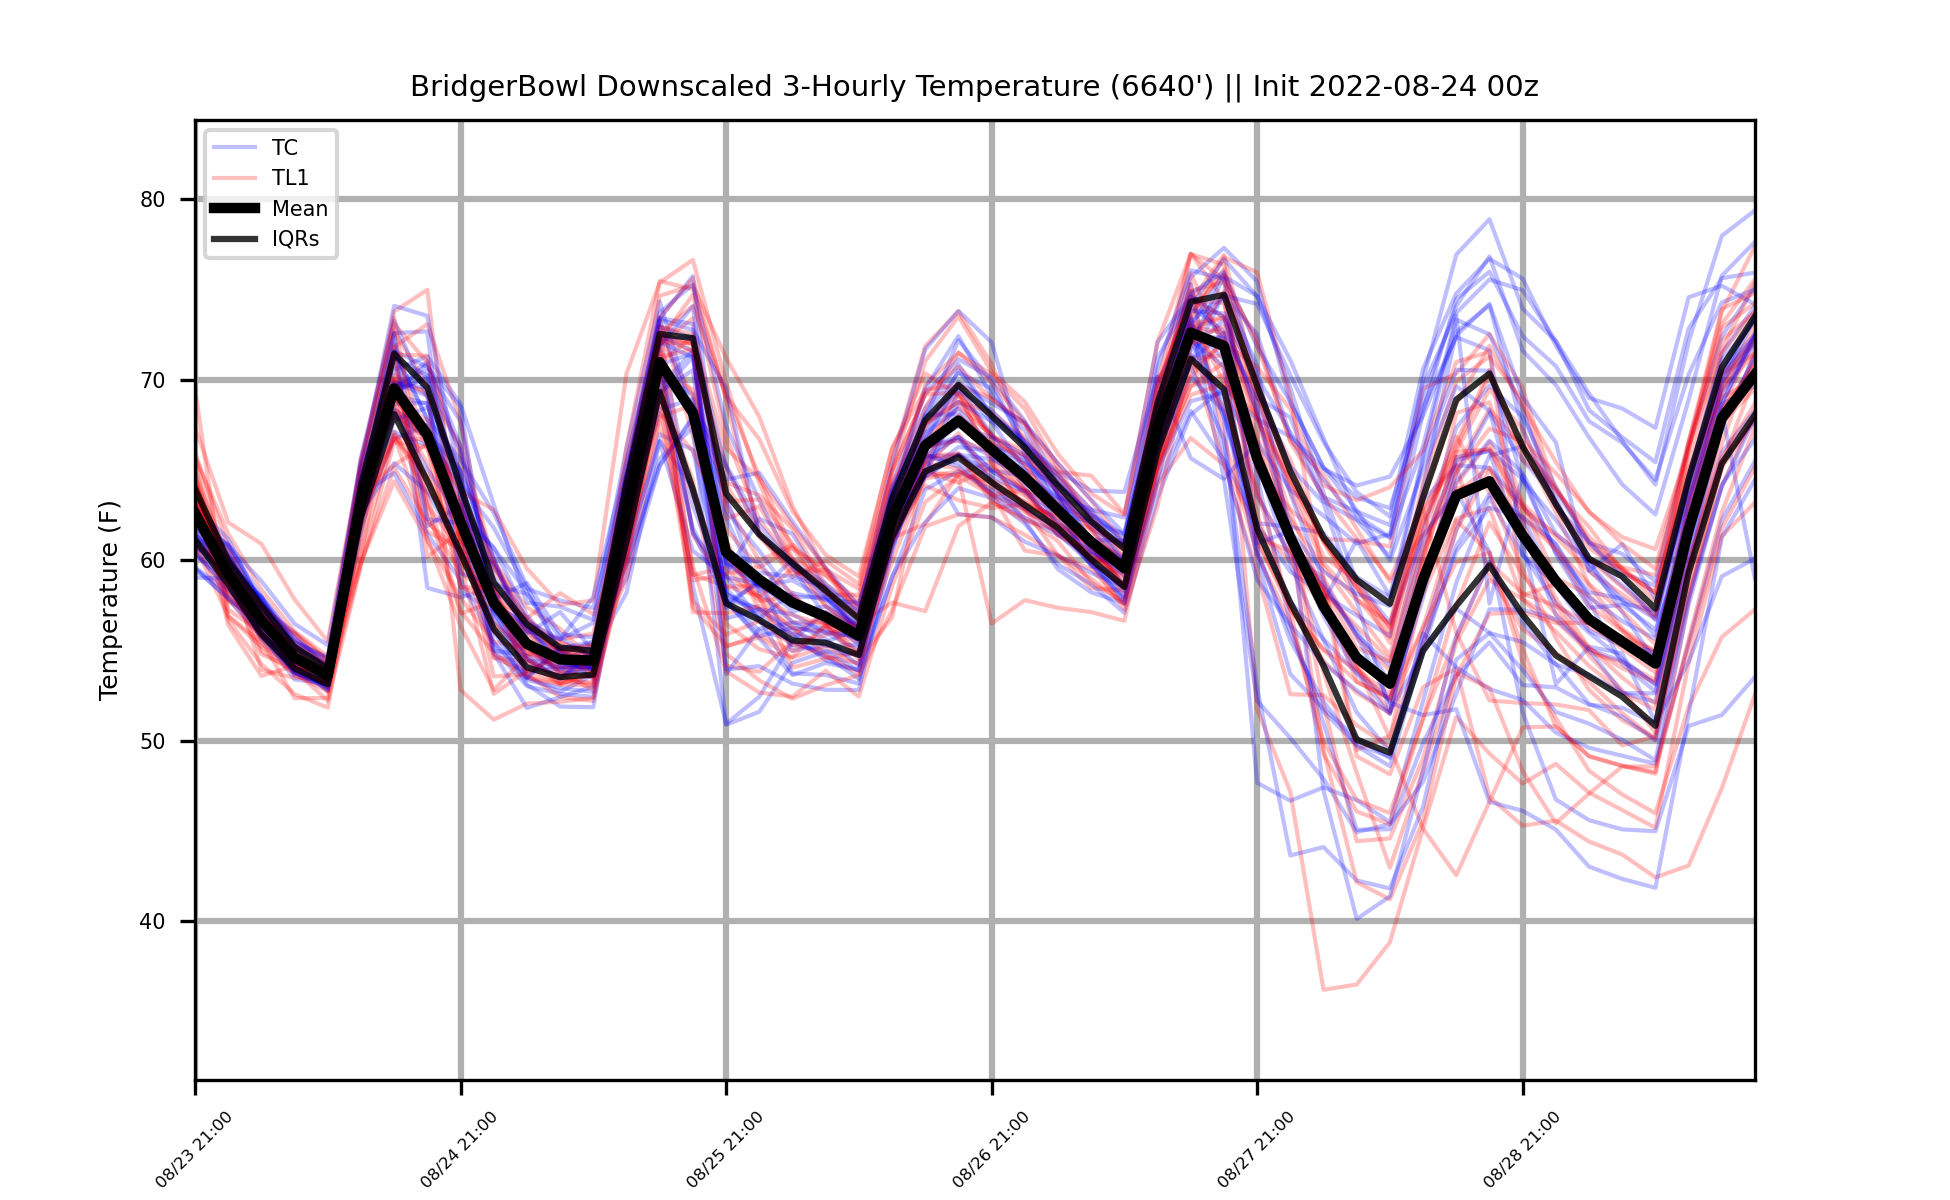 BridgerBowl Downscaled 3-Hourly Temperature (6640') || Init 2022-08-24 00z
TC
TL1
Mean
IQRs
Temperature (F)
80
70
60
50
40
08/23 21:00
08/24 21:00
08/25 21:00
08/26 21:00
08/27 21:00
08/28 21:00